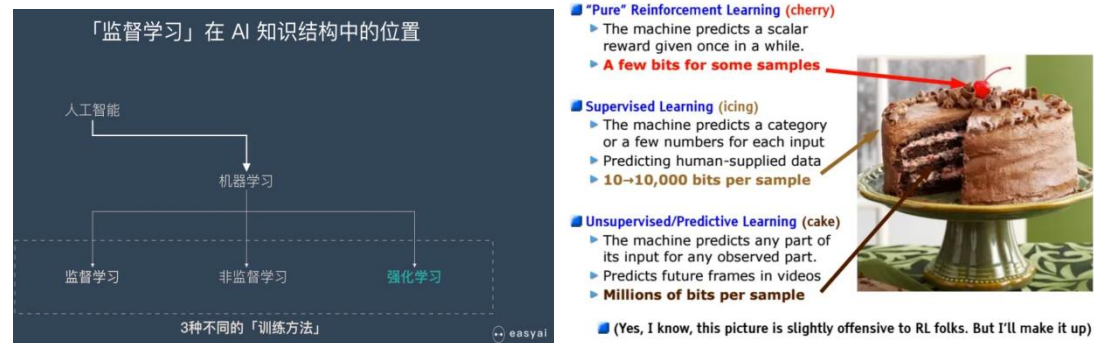 「监督学习」在 AI 知识结构中的位置
人工智能
机器学习
监督学习
非监督学习
强化学习
3种不同的「训练方法」
easyai
"Pure" Reinforcement Learning (cherry)
The machine predicts a scalar
reward given once in a while.
A few bits for some samples
Supervised Learning (icing)
The machine predicts a category
or a few numbers for each input
Predicting human-supplied data
10→10,000 bits per sample
Unsupervised/Predictive Learning (cake)
The machine predicts any part of
its input for any observed part.
Predicts future frames in videos
Millions of bits per sample
(Yes, I know, this picture is slightly offensive to RL folks. But I'll make it up)